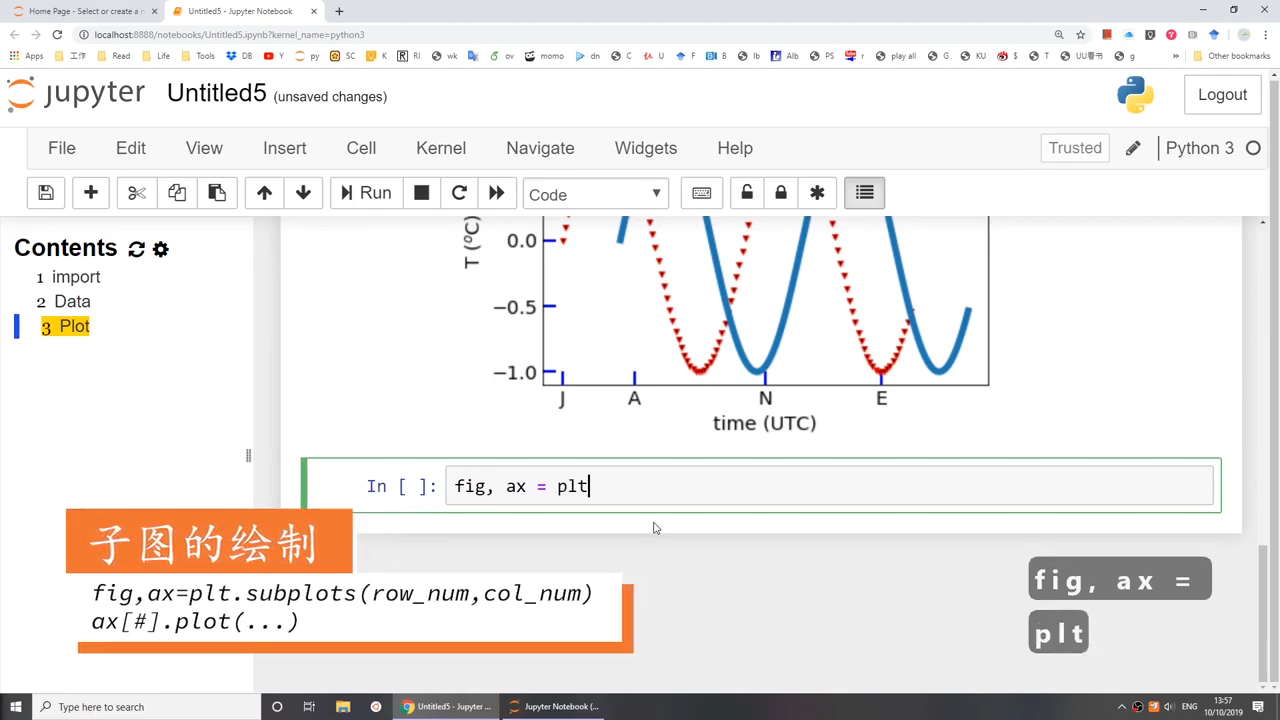 Home Page - Select or create a n
Untitled5 - Jupyter Notebook
localhost:8888/notebooks/Untitled5.ipynb?kernel_name=python3
Apps 工作 Read Life Tools DB Y py SC K RI wk ov momo dn C U F B Ib Alb PS r play all G KU $ T UU看书 g Other bookmarks
jupyter Untitled5 (unsaved changes) Logout
File Edit View Insert Cell Kernel Navigate Widgets Help Trusted Python 3
Run Code
Contents
1 import
2 Data
3 Plot
T (°C)
0.0
−0.5
−1.0
J A N E
time (UTC)
In [ ]: fig, ax = plt
子图的绘制
fig,ax=plt.subplots(row_num,col_num)
ax[#].plot(...)
fig, ax =
plt
Type here to search
Untitled5 - Jupyter ...
Jupyter Notebook (...
ENG
13:57
10/10/2019